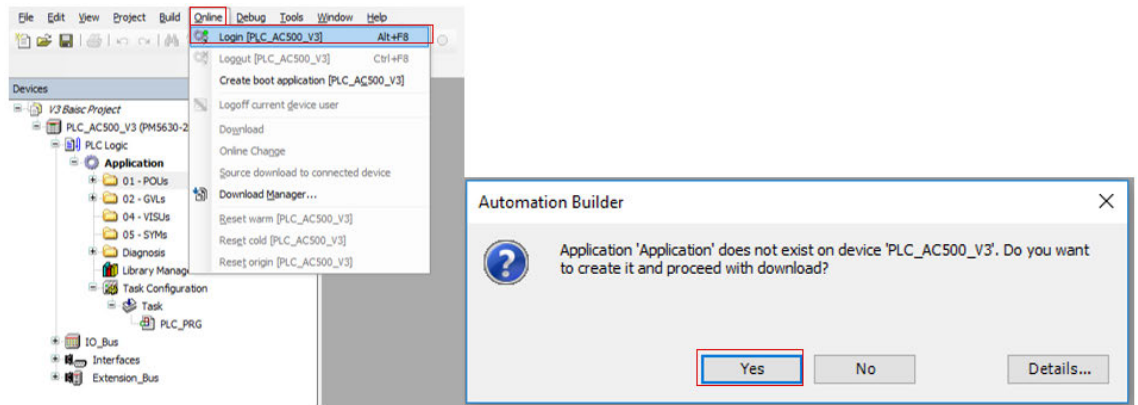 File Edit View Project Build Online Debug Tools Window Help
Login [PLC_AC500_V3] Alt+F8
Logout [PLC_AC500_V3] Ctrl+F8
Create boot application [PLC_AC500_V3]
Logoff current device user
Download
Online Change
Source download to connected device
Download Manager...
Reset warm [PLC_AC500_V3]
Reset cold [PLC_AC500_V3]
Reset origin [PLC_AC500_V3]
Devices
V3 Baisc Project
PLC_AC500_V3 (PM5630-2
PLC Logic
Application
01 - POUs
02 - GVLs
04 - VISUs
05 - SYMs
Diagnosis
Library Manag
Task Configuration
Task
PLC_PRG
IO_Bus
Interfaces
Extension_Bus
Automation Builder
Application 'Application' does not exist on device 'PLC_AC500_V3'. Do you want
to create it and proceed with download?
Yes No Details...